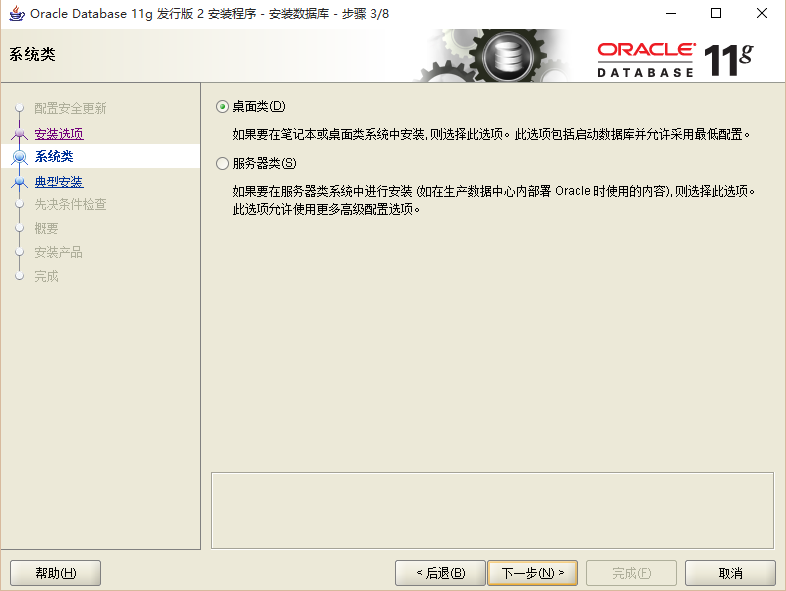 Oracle Database 11g 发行版 2 安装程序 - 安装数据库 - 步骤 3/8
系统类
ORACLE
DATABASE 11g
配置安全更新
安装选项
系统类
典型安装
先决条件检查
概要
安装产品
完成
桌面类(D)
如果要在笔记本或桌面类系统中安装,则选择此选项。此选项包括启动数据库并允许采用最低配置。
服务器类(S)
如果要在服务器类系统中进行安装 (如在生产数据中心内部署 Oracle 时使用的内容),则选择此选项。
此选项允许使用更多高级配置选项。
帮助(H)
< 后退(B)
下一步(N) >
完成(F)
取消